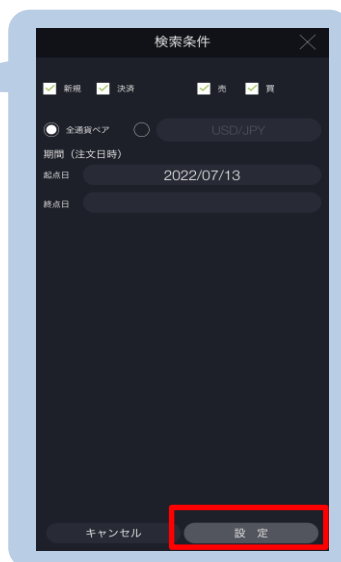 検索条件
新規 決済 売 買
全通貨ペア USD/JPY
期間（注文日時）
起点日 2022/07/13
終点日
キャンセル 設 定